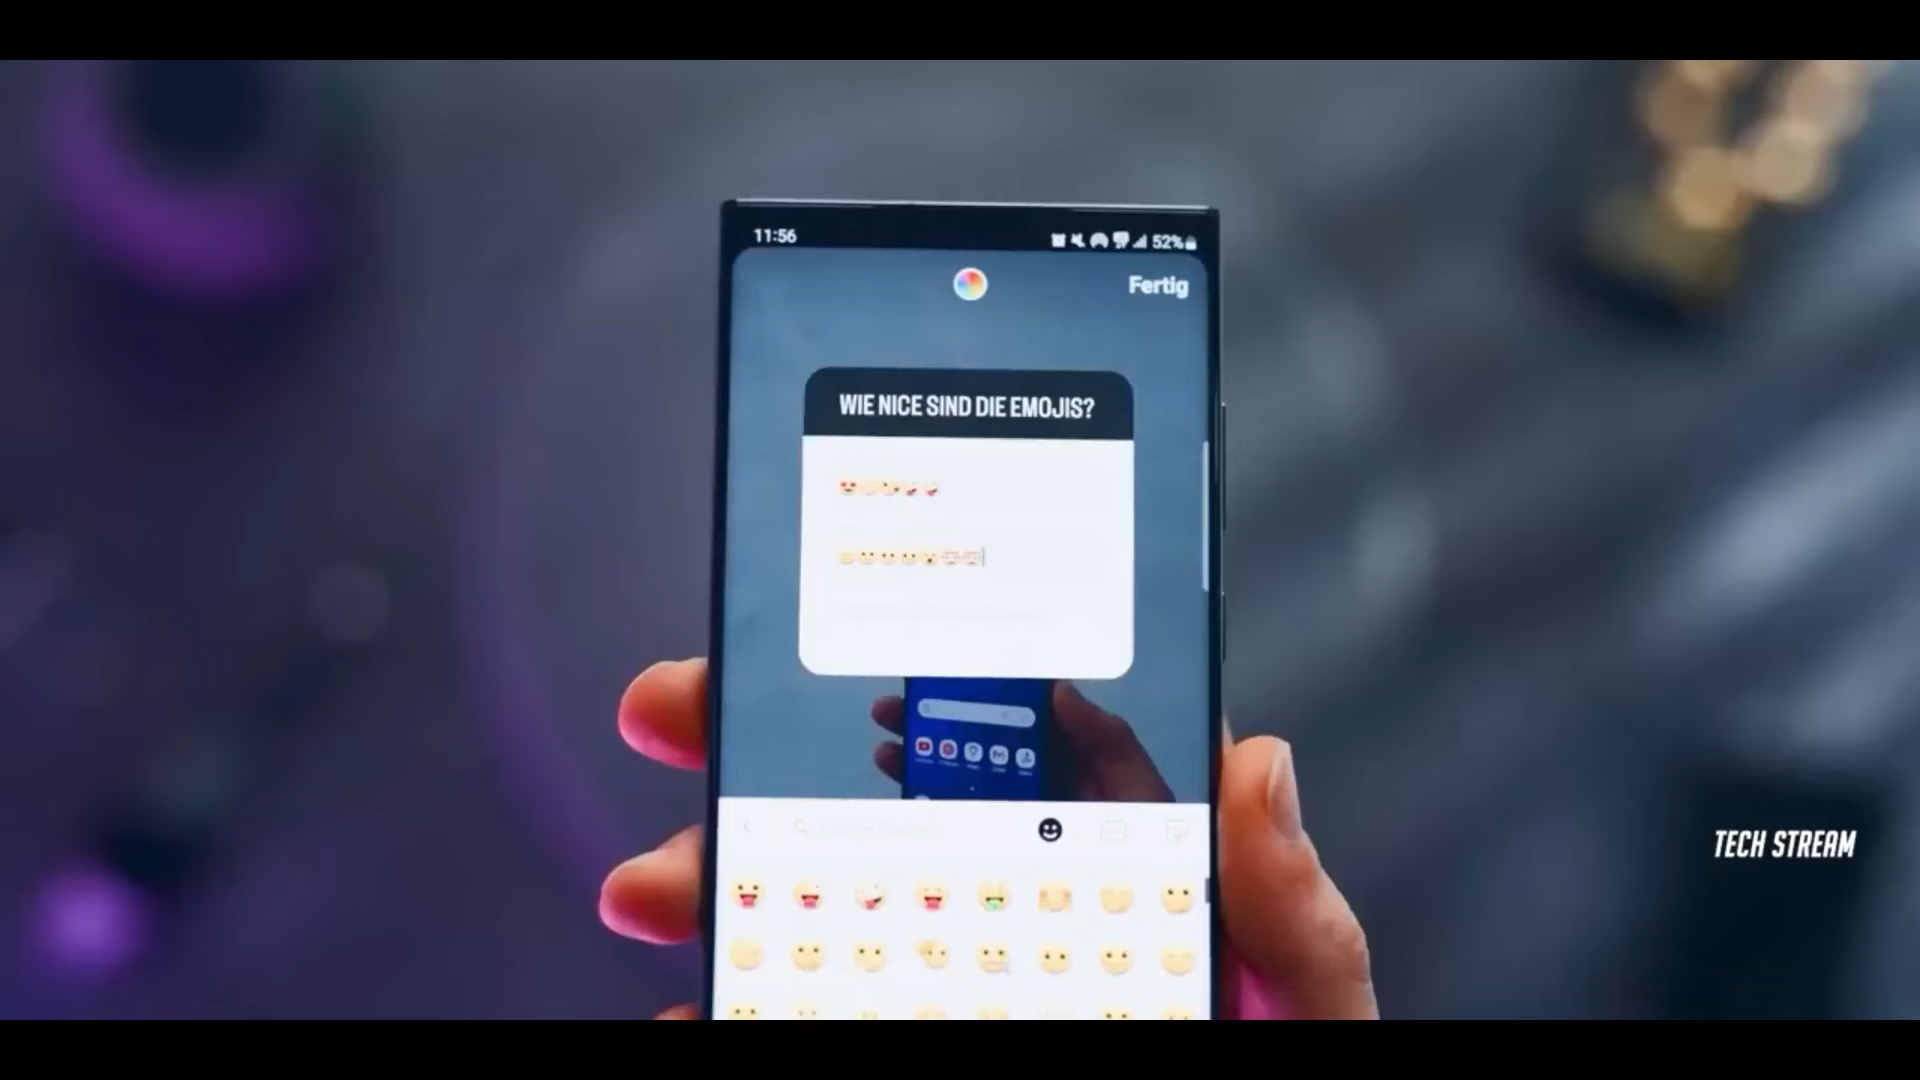 11:56
52%
Fertig
WIE NICE SIND DIE EMOJIS?
TECH STREAM